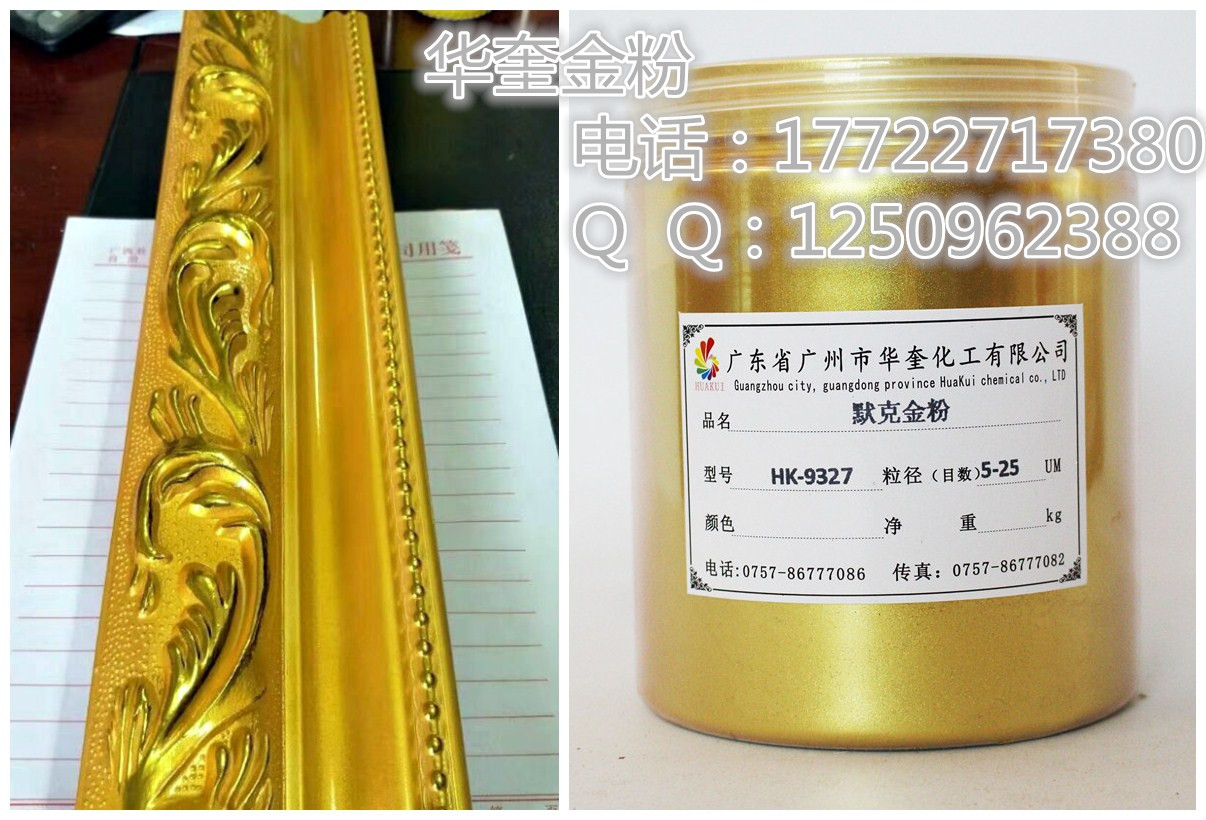 华奎金粉
电话：17722717380
Q Q：1250962388
司用笺
HUAKUI
广东省广州市华奎化工有限公司
Guangzhou city, guangdong province HuaKui chemical co., LTD
品名 默克金粉
型号 HK-9327 粒径（目数）5-25 UM
颜色 净 重 kg
电话:0757-86777086 传真：0757-86777082